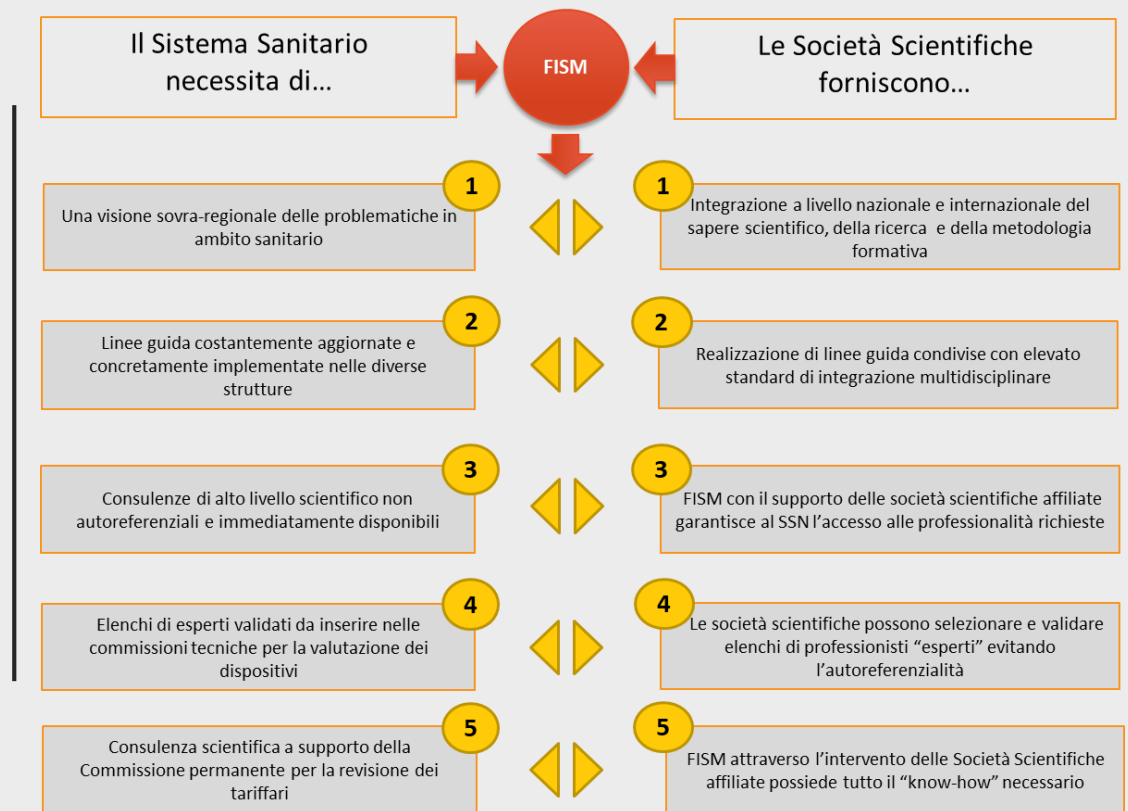 Il Sistema Sanitario
necessita di…
FISM
Le Società Scientifiche
forniscono…
1
Una visione sovra-regionale delle problematiche in
ambito sanitario
1
Integrazione a livello nazionale e internazionale del
sapere scientifico, della ricerca e della metodologia
formativa
2
Linee guida costantemente aggiornate e
concretamente implementate nelle diverse
strutture
2
Realizzazione di linee guida condivise con elevato
standard di integrazione multidisciplinare
3
Consulenze di alto livello scientifico non
autoreferenziali e immediatamente disponibili
3
FISM con il supporto delle società scientifiche affiliate
garantisce al SSN l’accesso alle professionalità richieste
4
Elenchi di esperti validati da inserire nelle
commissioni tecniche per la valutazione dei
dispositivi
4
Le società scientifiche possono selezionare e validare
elenchi di professionisti “esperti” evitando
l’autoreferenzialità
5
Consulenza scientifica a supporto della
Commissione permanente per la revisione dei
tariffari
5
FISM attraverso l’intervento delle Società Scientifiche
affiliate possiede tutto il “know-how” necessario